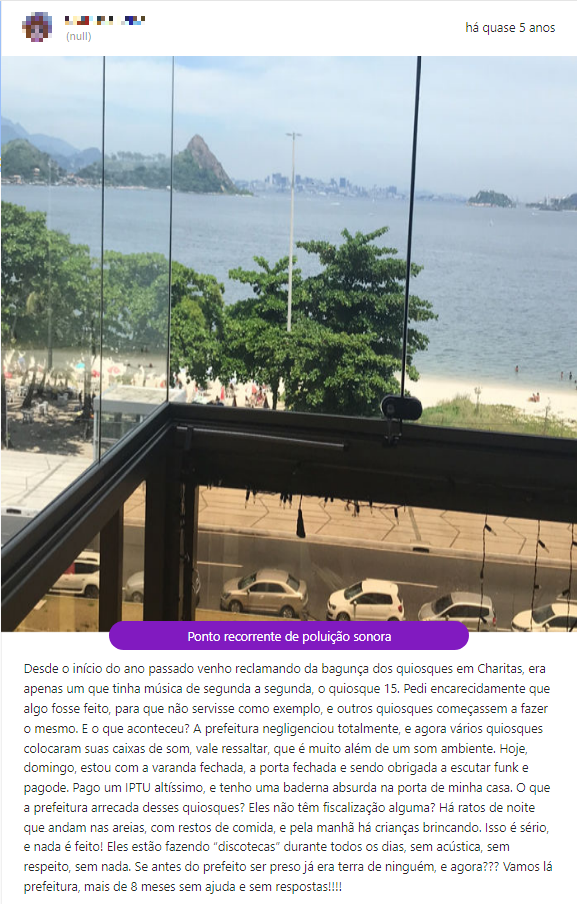 há quase 5 anos
(null)
Ponto recorrente de poluição sonora
Desde o início do ano passado venho reclamando da bagunça dos quiosques em Charitas, era
apenas um que tinha música de segunda a segunda, o quiosque 15. Pedi encarecidamente que
algo fosse feito, para que não servisse como exemplo, e outros quiosques começassem a fazer
o mesmo. E o que aconteceu? A prefeitura negligenciou totalmente, e agora vários quiosques
colocaram suas caixas de som, vale ressaltar, que é muito além de um som ambiente. Hoje,
domingo, estou com a varanda fechada, a porta fechada e sendo obrigada a escutar funk e
pagode. Pago um IPTU altíssimo, e tenho uma baderna absurda na porta de minha casa. O que
a prefeitura arrecada desses quiosques? Eles não têm fiscalização alguma? Há ratos de noite
que andam nas areias, com restos de comida, e pela manhã há crianças brincando. Isso é sério,
e nada é feito! Eles estão fazendo “discotecas” durante todos os dias, sem acústica, sem
respeito, sem nada. Se antes do prefeito ser preso já era terra de ninguém, e agora??? Vamos lá
prefeitura, mais de 8 meses sem ajuda e sem respostas!!!!